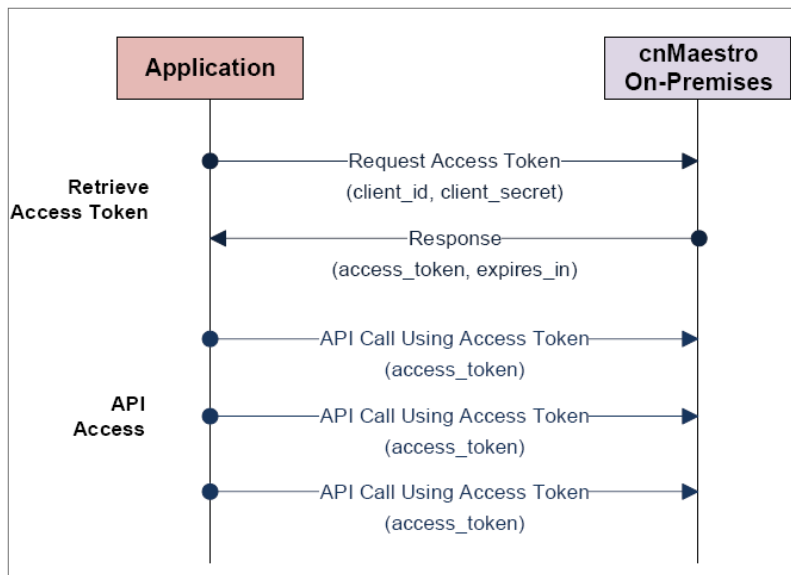 Application
cnMaestro
On-Premises
Retrieve
Access Token
Request Access Token
(client_id, client_secret)
Response
(access_token, expires_in)
API
Access
API Call Using Access Token
(access_token)
API Call Using Access Token
(access_token)
API Call Using Access Token
(access_token)